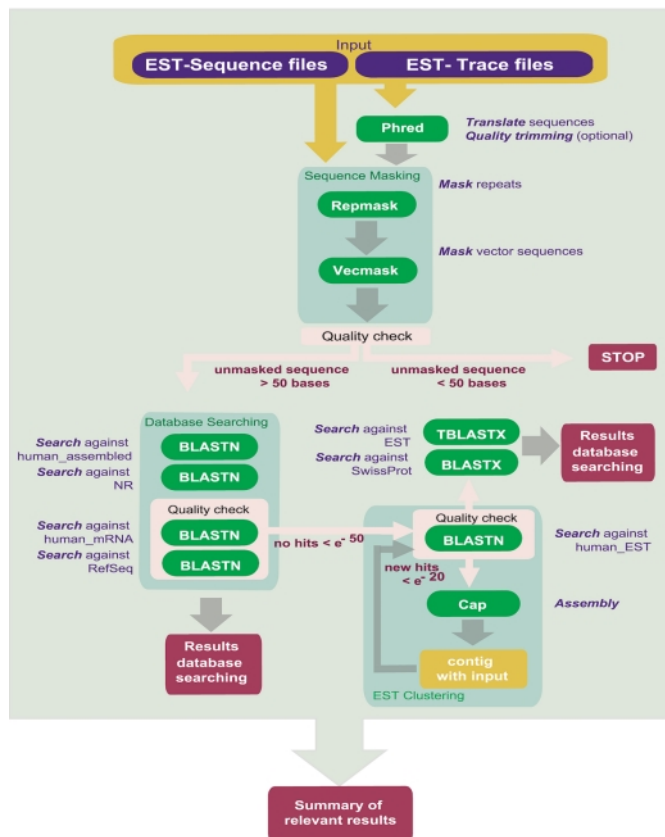 Input
EST-Sequence files
EST- Trace files
Phred
Translate sequences
Quality trimming (optional)
Sequence Masking
Mask repeats
Repmask
Mask vector sequences
Vecmask
Quality check
STOP
unmasked sequence
> 50 bases
unmasked sequence
< 50 bases
Database Searching
Search against
human_assembled
BLASTN
Search against
NR
BLASTN
Quality check
Search against
human_mRNA
BLASTN
Search against
RefSeq
BLASTN
no hits < e- 50
Results
database
searching
Search against
EST
TBLASTX
Search against
SwissProt
BLASTX
Results
database
searching
Quality check
BLASTN
Search against
human_EST
new hits
< e- 20
Cap
Assembly
contig
with input
EST Clustering
Summary of
relevant results